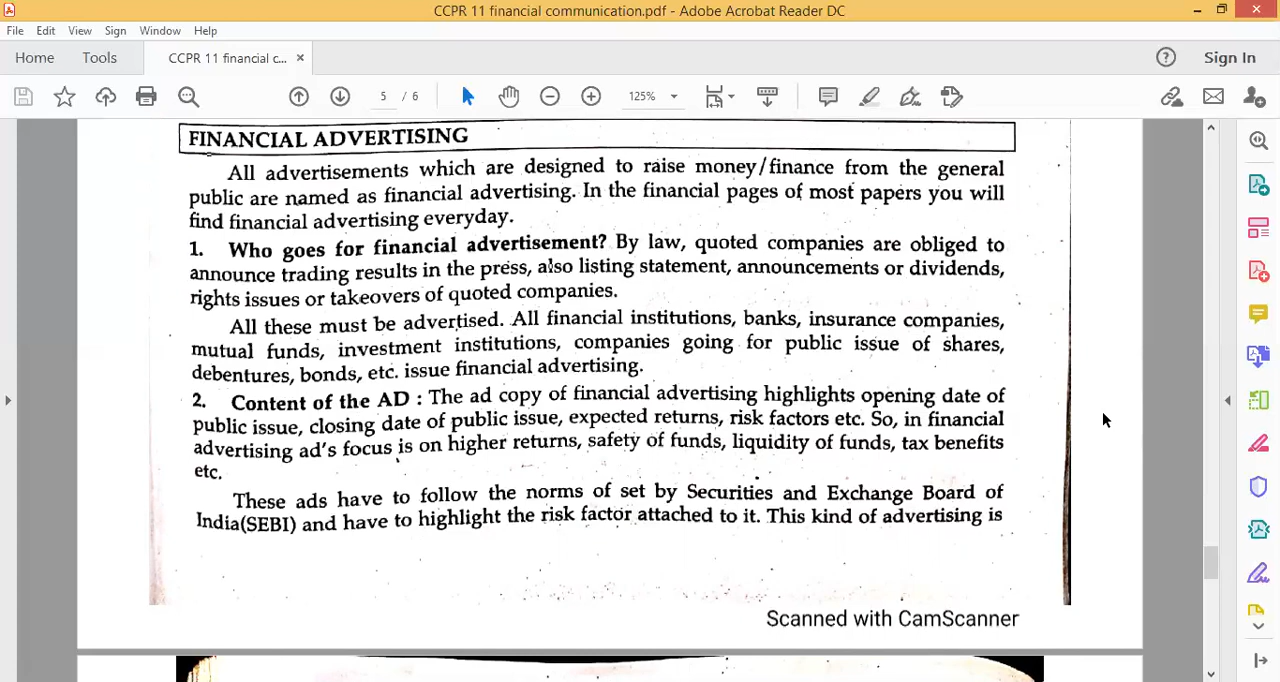 CCPR 11 financial communication.pdf - Adobe Acrobat Reader DC
File Edit View Sign Window Help
Home Tools CCPR 11 financial c... × Sign In
5 / 6 125%
FINANCIAL ADVERTISING
All advertisements which are designed to raise money/finance from the general
public are named as financial advertising. In the financial pages of most papers you will
find financial advertising everyday.
1. Who goes for financial advertisement? By law, quoted companies are obliged to
announce trading results in the press, also listing statement, announcements or dividends,
rights issues or takeovers of quoted companies.
All these must be advertised. All financial institutions, banks, insurance companies,
mutual funds, investment institutions, companies going for public issue of shares,
debentures, bonds, etc. issue financial advertising.
2. Content of the AD : The ad copy of financial advertising highlights opening date of
public issue, closing date of public issue, expected returns, risk factors etc. So, in financial
advertising ad's focus is on higher returns, safety of funds, liquidity of funds, tax benefits
etc.
These ads have to follow the norms of set by Securities and Exchange Board of
India(SEBI) and have to highlight the risk factor attached to it. This kind of advertising is
Scanned with CamScanner